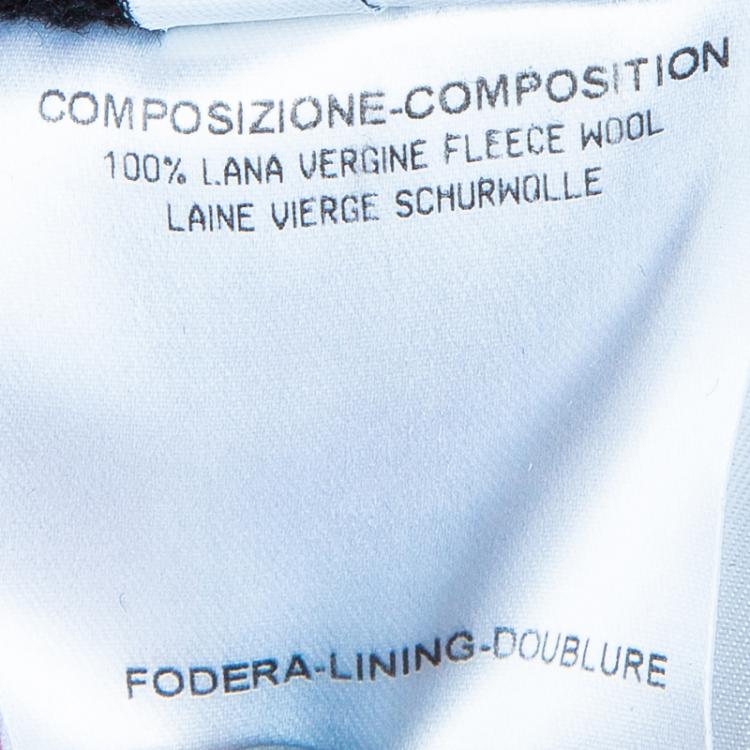 COMPOSIZIONE-COMPOSITION
100% LANA VERGINE FLEECE WOOL
LAINE VIERGE SCHURWOLLE
FODERA-LINING-DOUBLURE